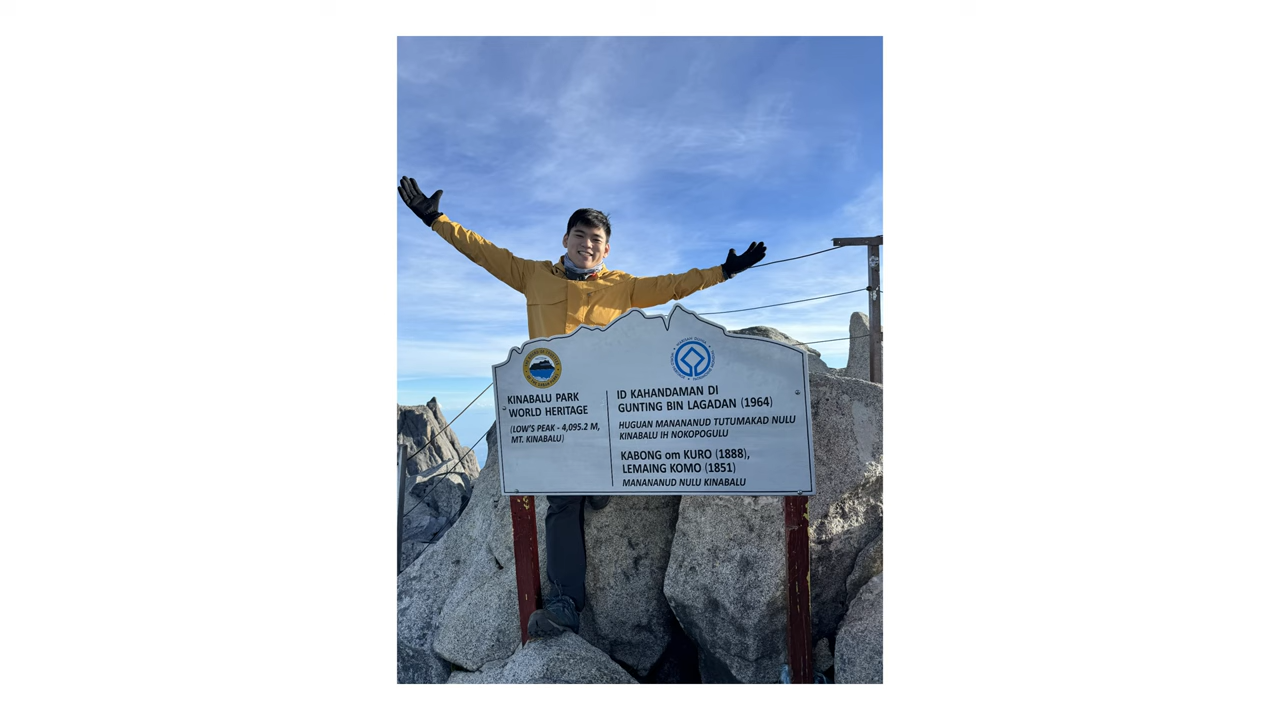 KINABALU PARK
WORLD HERITAGE
(LOW'S PEAK - 4,095.2 M,
MT. KINABALU)
ID KAHANDAMAN DI
GUNTING BIN LAGADAN (1964)
HUGUAN MANANANUD TUTUMAKAD NULU
KINABALU IH NOKOPOGULU
KABONG om KURO (1888),
LEMAING KOMO (1851)
MANANANUD NULU KINABALU